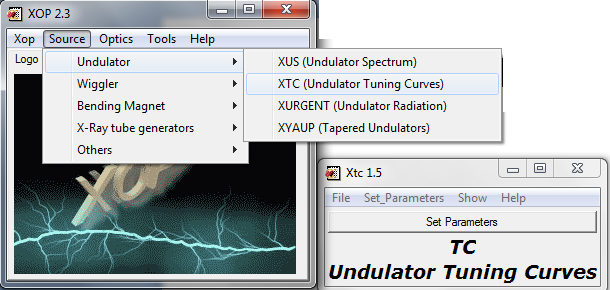 XOP 2.3
Xop Source Optics Tools Help
Logo
Undulator
Wiggler
Bending Magnet
X-Ray tube generators
Others
XUS (Undulator Spectrum)
XTC (Undulator Tuning Curves)
XURGENT (Undulator Radiation)
XYAUP (Tapered Undulators)
XOP
Xtc 1.5
File Set_Parameters Show Help
Set Parameters
TC
Undulator Tuning Curves